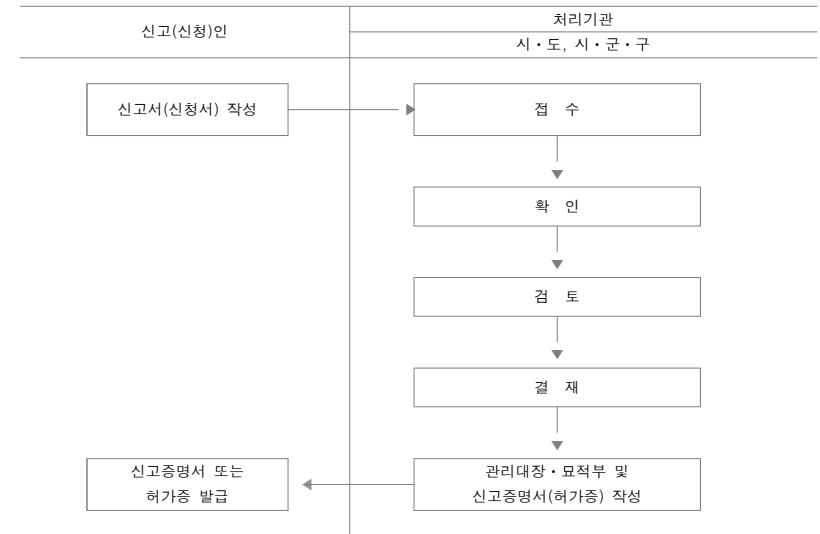 신고(신청)인
처리기관
시·도, 시·군·구
신고서(신청서) 작성
접 수
확 인
검 토
결 재
신고증명서 또는
허가증 발급
관리대장·묘적부 및
신고증명서(허가증) 작성